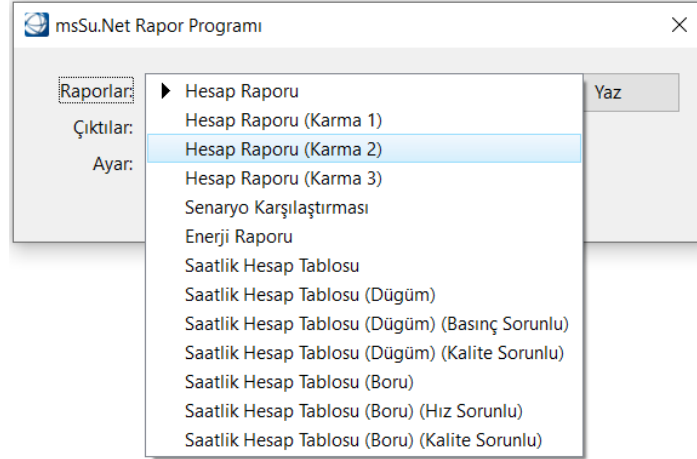 msSu.Net Rapor Programı
Raporlar:
Çıktılar:
Ayar:
Hesap Raporu
Hesap Raporu (Karma 1)
Hesap Raporu (Karma 2)
Hesap Raporu (Karma 3)
Senaryo Karşılaştırması
Enerji Raporu
Saatlik Hesap Tablosu
Saatlik Hesap Tablosu (Dügüm)
Saatlik Hesap Tablosu (Dügüm) (Basınç Sorunlu)
Saatlik Hesap Tablosu (Dügüm) (Kalite Sorunlu)
Saatlik Hesap Tablosu (Boru)
Saatlik Hesap Tablosu (Boru) (Hız Sorunlu)
Saatlik Hesap Tablosu (Boru) (Kalite Sorunlu)
Yaz